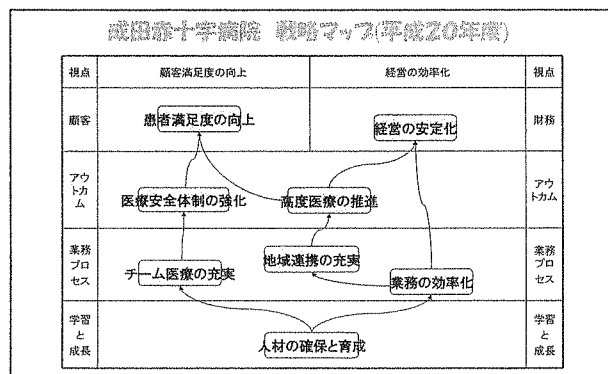 成田赤十字病院 戦略マップ(平成20年度)
視点 顧客満足度の向上 経営の効率化 視点
顧客 患者満足度の向上 経営の安定化 財務
アウ
トカ
ム
医療安全体制の強化 高度医療の推進
アウ
トカ
ム
業務
プロ
セス
チーム医療の充実 地域連携の充実 業務の効率化
業務
プロ
セス
学習
と
成長
人材の確保と育成
学習
と
成長